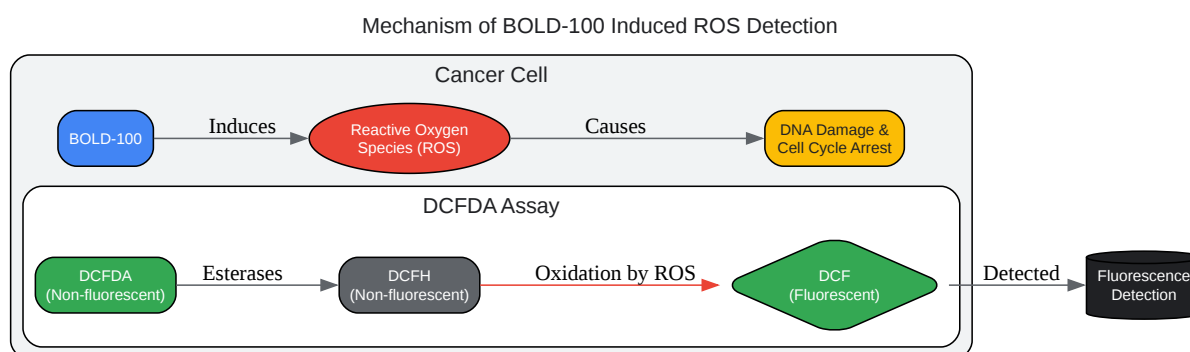 Mechanism of BOLD-100 Induced ROS Detection
Cancer Cell
BOLD-100
Induces
Reactive Oxygen
Species (ROS)
Causes
DNA Damage &
Cell Cycle Arrest
DCFDA Assay
DCFDA
(Non-fluorescent)
Esterases
DCFH
(Non-fluorescent)
Oxidation by ROS
DCF
(Fluorescent)
Detected
Fluorescence
Detection